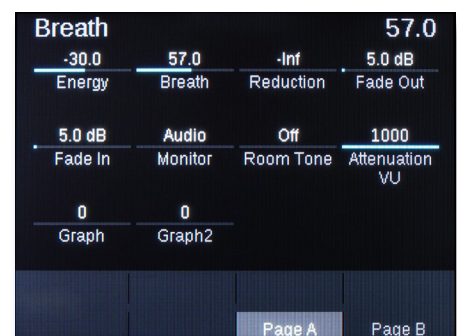 Breath 57.0
-30.0 57.0 -Inf 5.0 dB
Energy Breath Reduction Fade Out
5.0 dB Audio Off 1000
Fade In Monitor Room Tone Attenuation
VU
0 0
Graph Graph2
Page A Page B